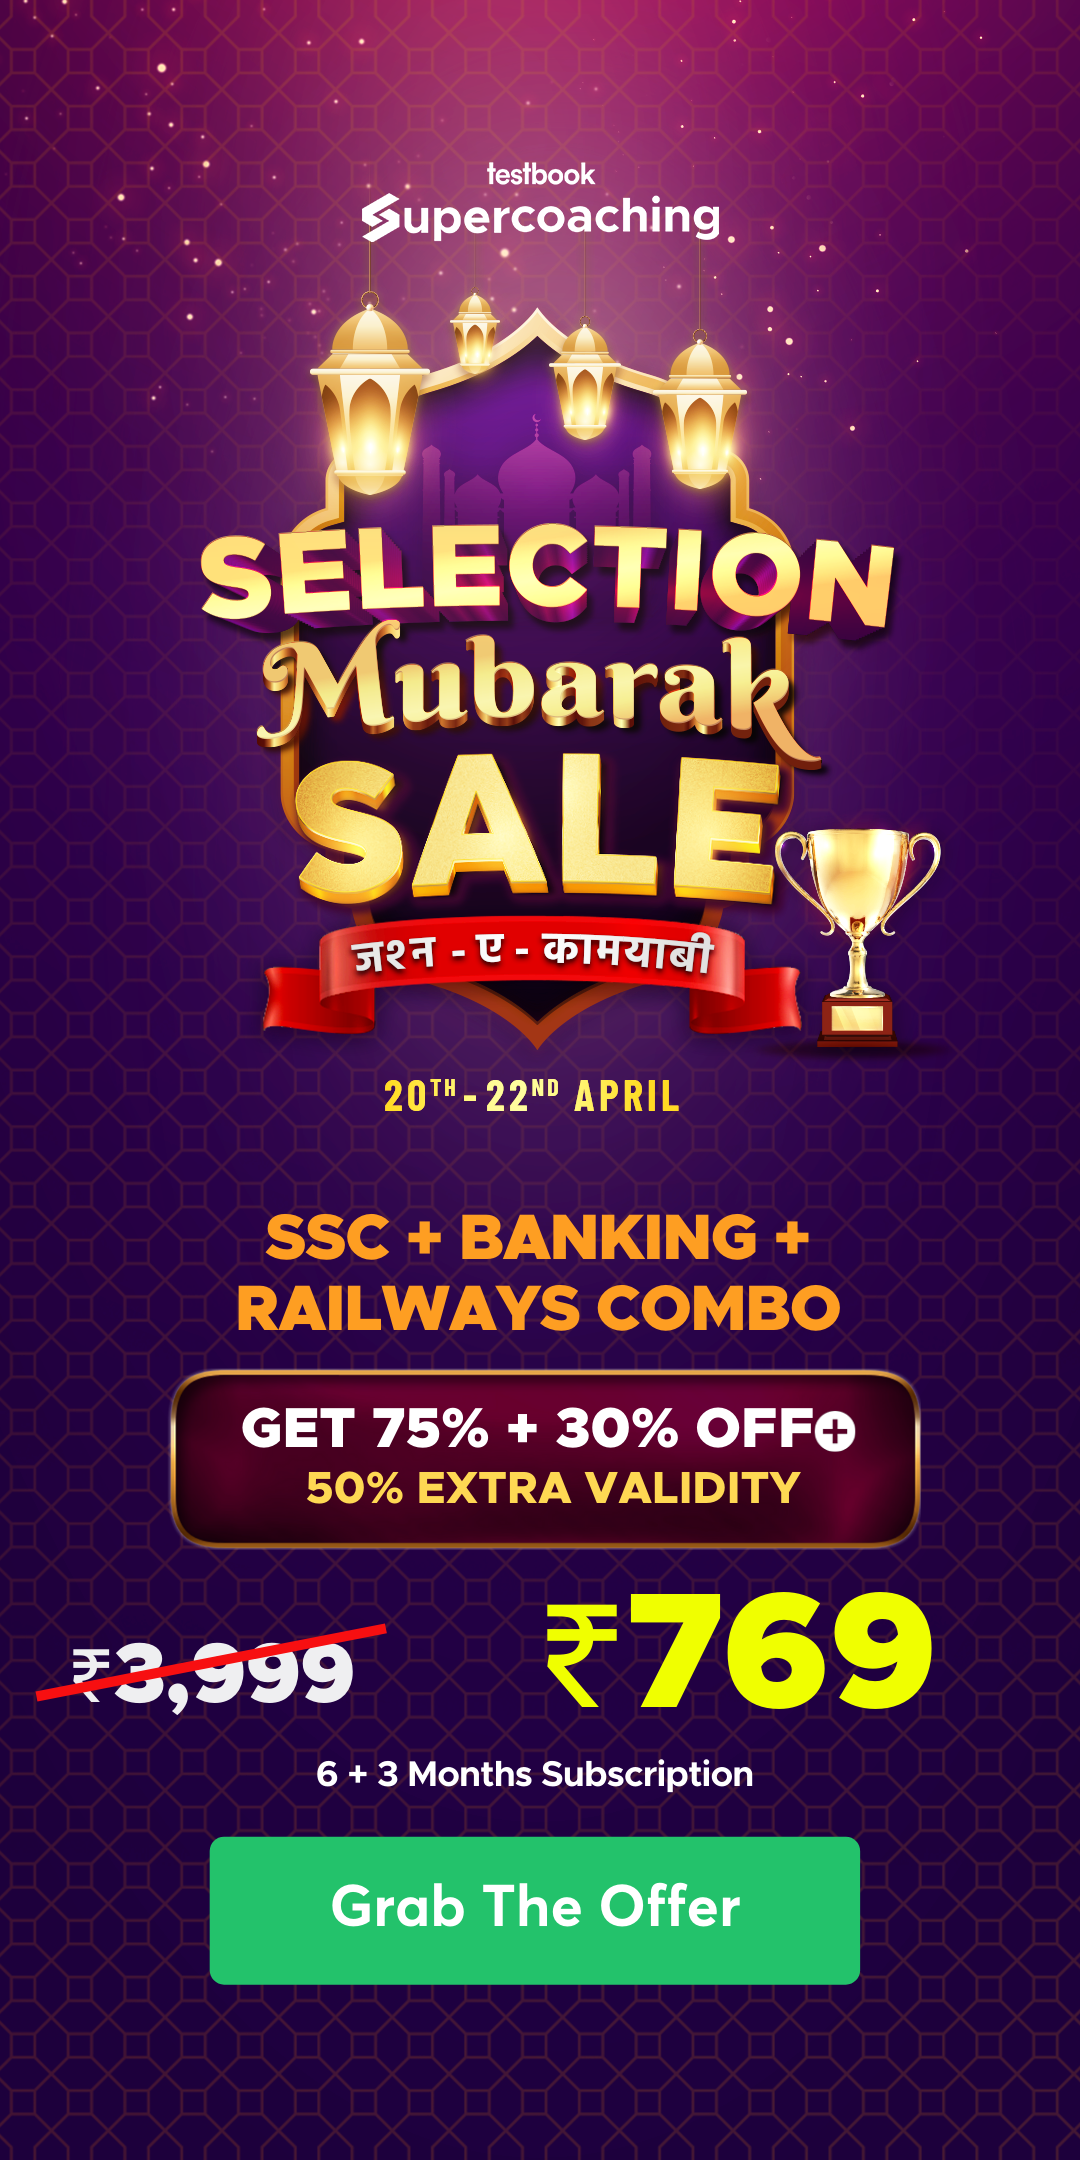 testbook
Supercoaching
SELECTION
Mubarak
SALE
जश्न - ए - कामयाबी
20TH - 22ND APRIL
SSC + BANKING +
RAILWAYS COMBO
GET 75% + 30% OFF+
50% EXTRA VALIDITY
₹3,999
₹769
6 + 3 Months Subscription
Grab The Offer